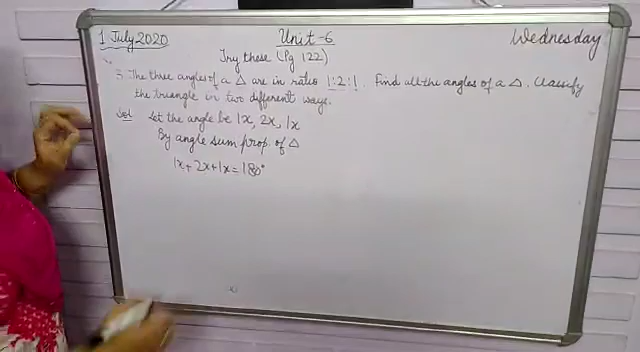 1 July 2020 Unit-6 Wednesday
Try these (Pg 122)
3. The three angles of a △ are in ratio 1:2:1. Find all the angles of a △. Classify
the triangle in two different ways.
Sol Let the angle be 1x, 2x, 1x
By angle sum prop. of △
1x + 2x + 1x = 180°